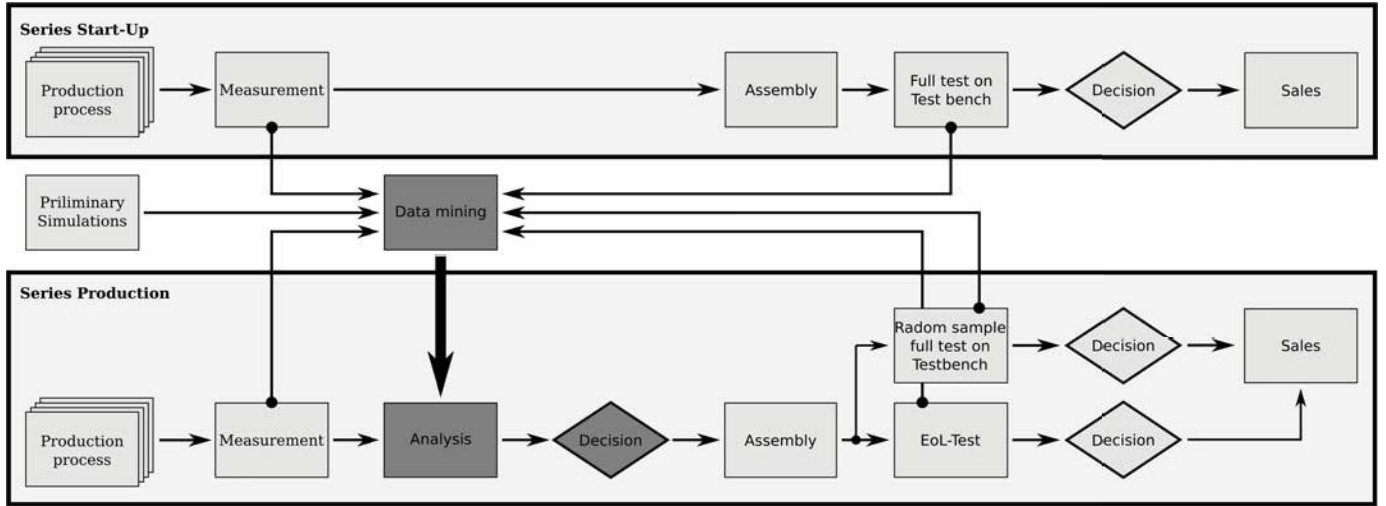 Series Start-Up
Production
process
Measurement
Assembly
Full test on
Test bench
Decision
Sales
Priliminary
Simulations
Data mining
Series Production
Radom sample
full test on
Testbench
Decision
Sales
Production
process
Measurement
Analysis
Decision
Assembly
EoL-Test
Decision